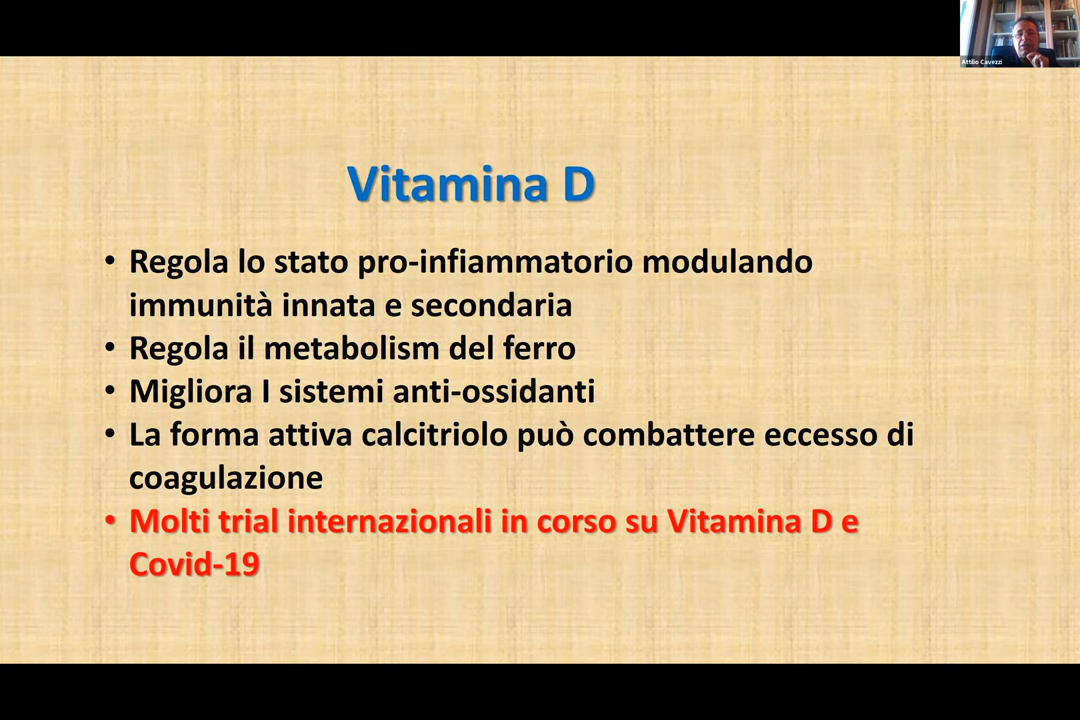 Attilio Cavezzi
Vitamina D
• Regola lo stato pro-infiammatorio modulando
immunità innata e secondaria
• Regola il metabolism del ferro
• Migliora I sistemi anti-ossidanti
• La forma attiva calcitriolo può combattere eccesso di
coagulazione
• Molti trial internazionali in corso su Vitamina D e
Covid-19